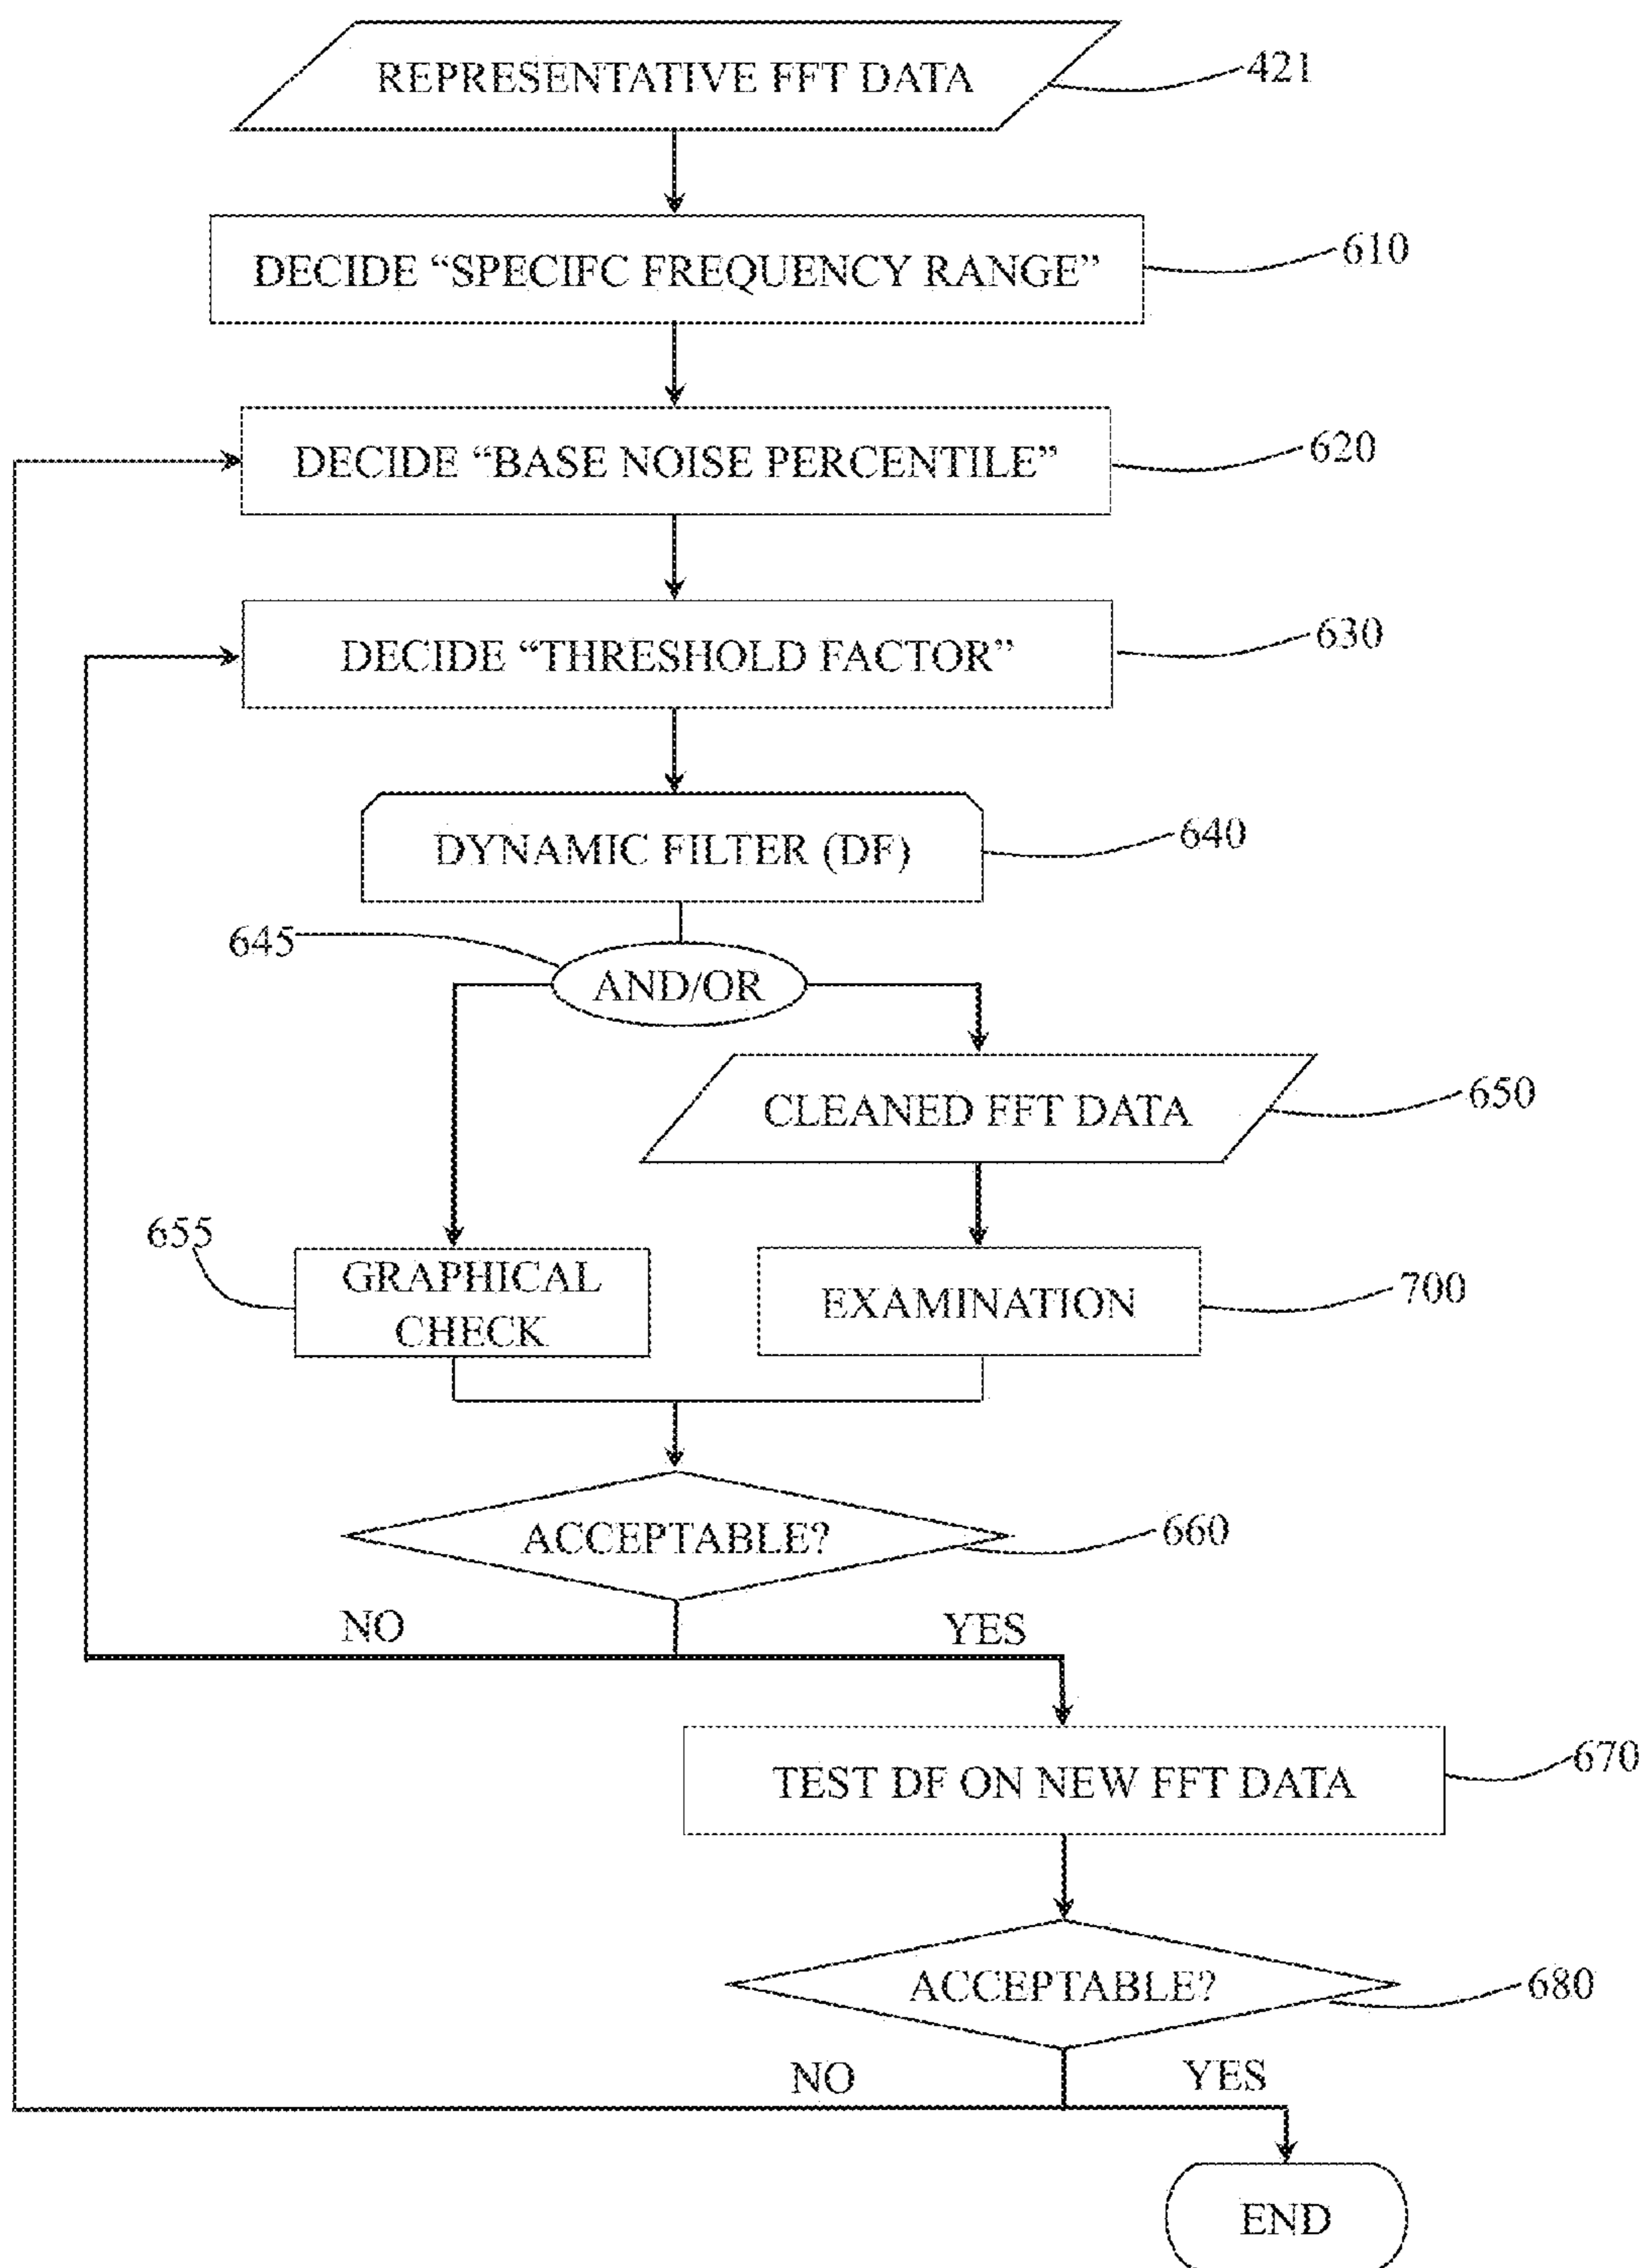 REPRESENTATIVE FFT DATA
421
DECIDE “SPECIFC FREQUENCY RANGE”
610
DECIDE “BASE NOISE PERCENTILE”
620
DECIDE “THRESHOLD FACTOR”
630
DYNAMIC FILTER (DF)
640
645
AND/OR
CLEANED FFT DATA
650
655
GRAPHICAL
CHECK
EXAMINATION
700
ACCEPTABLE?
660
NO
YES
TEST DF ON NEW FFT DATA
670
ACCEPTABLE?
680
NO
YES
END